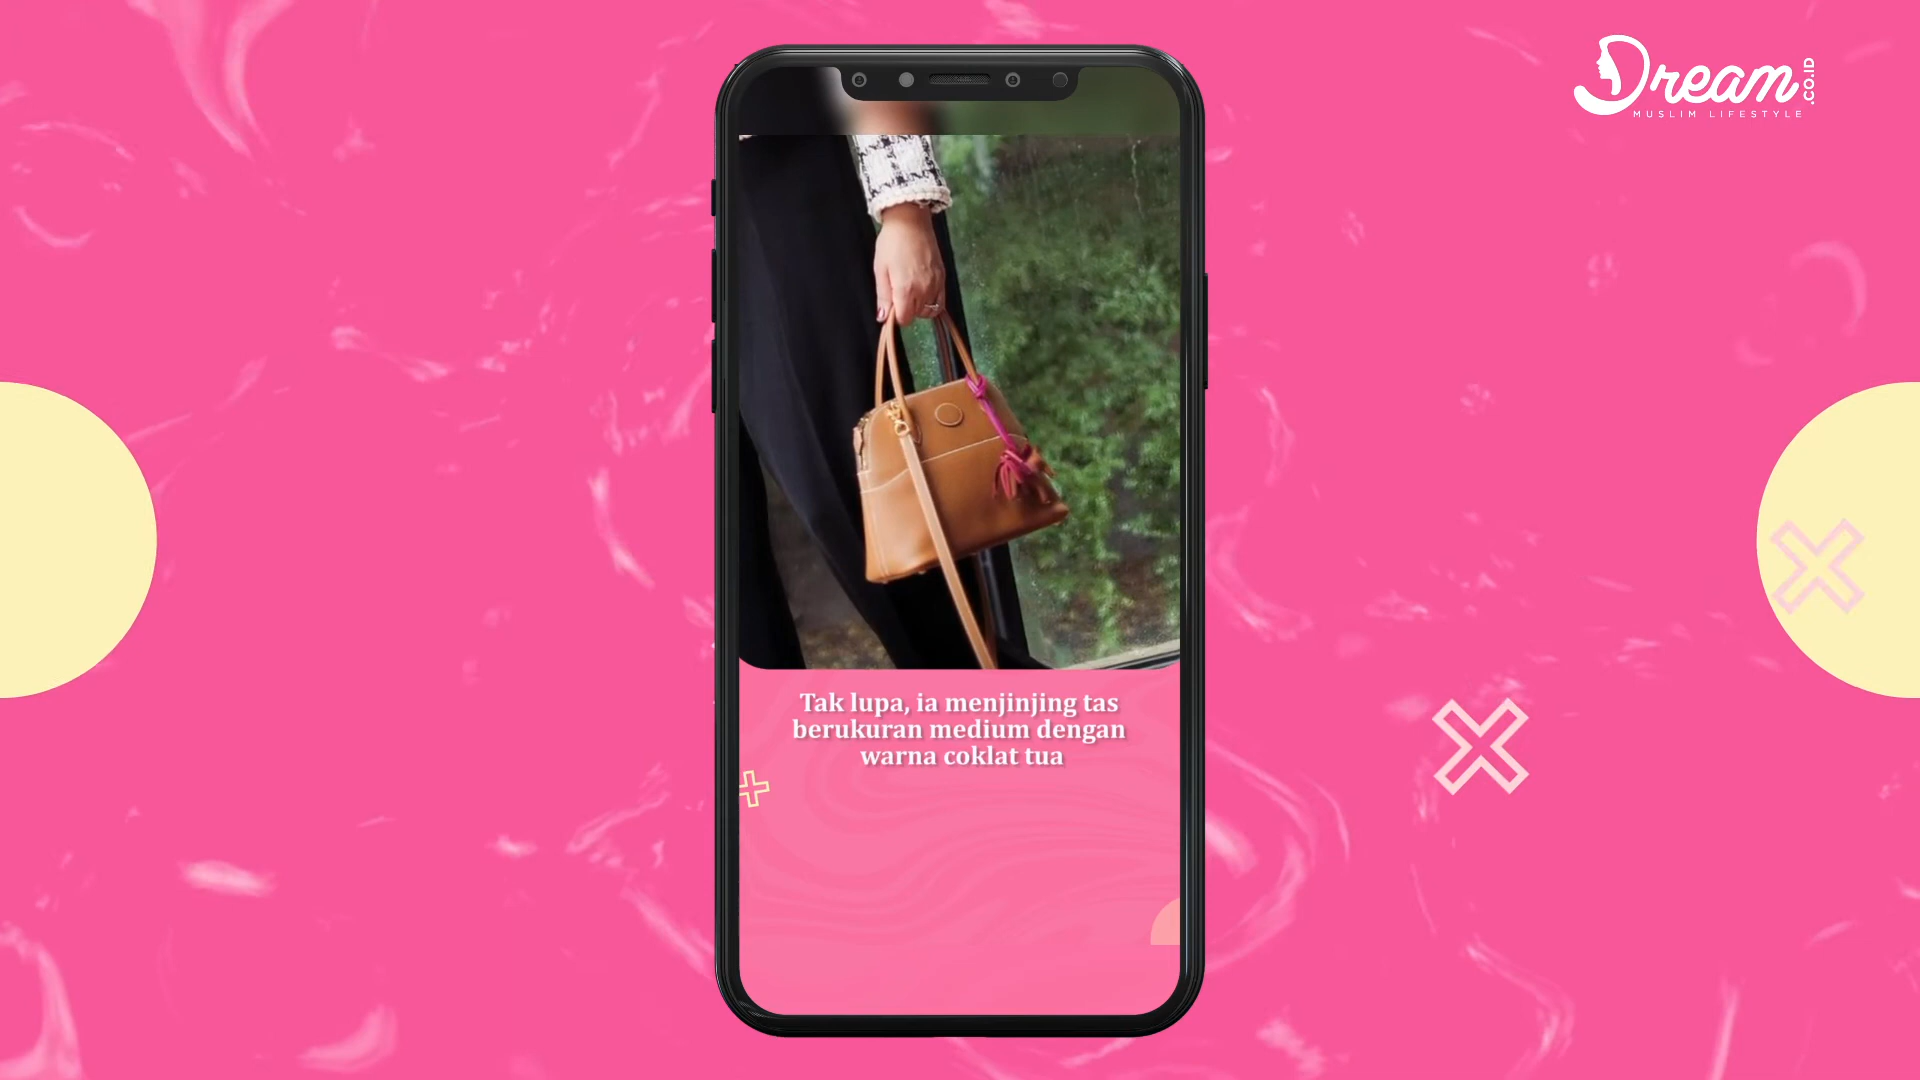 Dream
.CO.ID
MUSLIM LIFESTYLE
Tak lupa, ia menjinjing tas
berukuran medium dengan
warna coklat tua